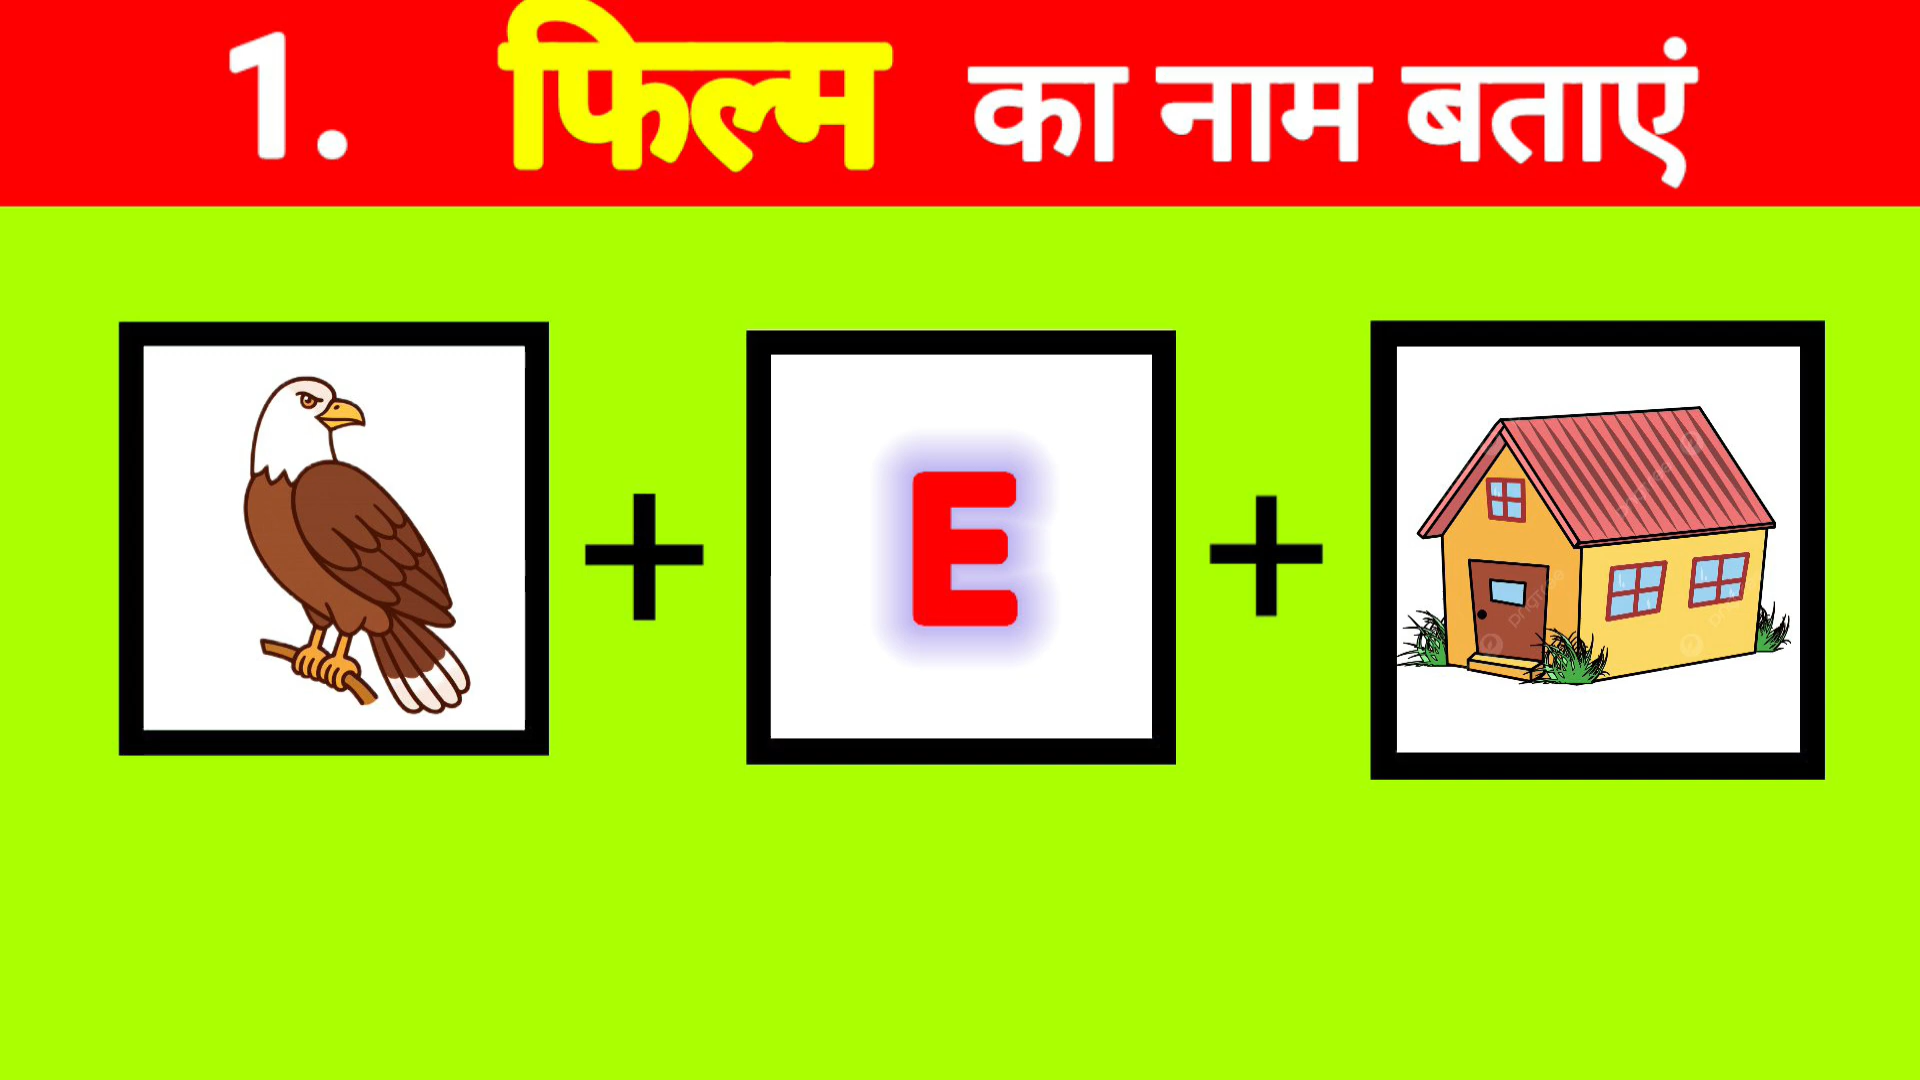 1. फिल्म का नाम बताएं
+ E +